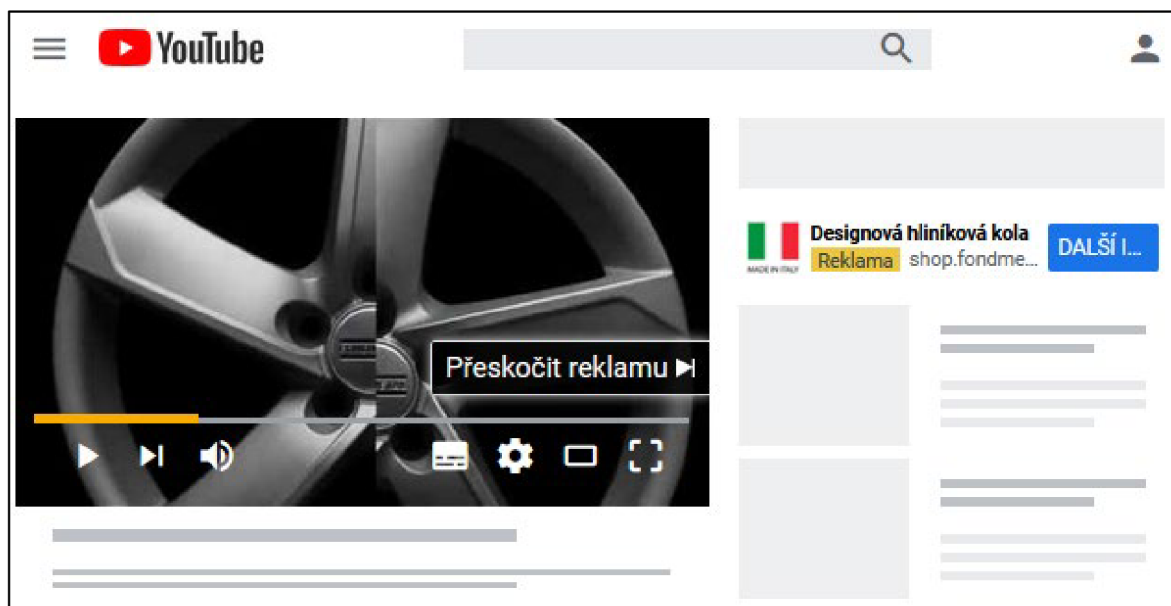 YouTube
Přeskočit reklamu
MADE IN ITALY
Designová hliníková kola
Reklama shop.fondme...
DALŠÍ I...